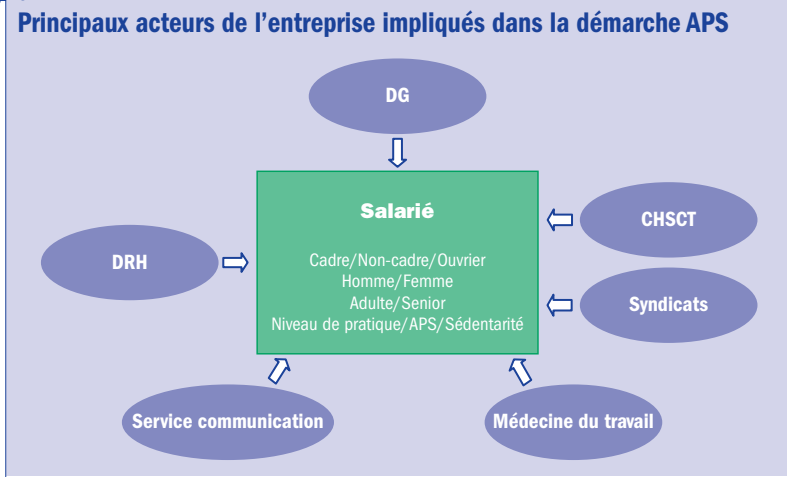 Principaux acteurs de l'entreprise impliqués dans la démarche APS
DG
Salarié
Cadre/Non-cadre/Ouvrier
Homme/Femme
Adulte/Senior
Niveau de pratique/APS/Sédentarité
DRH
CHSCT
Syndicats
Service communication
Médecine du travail